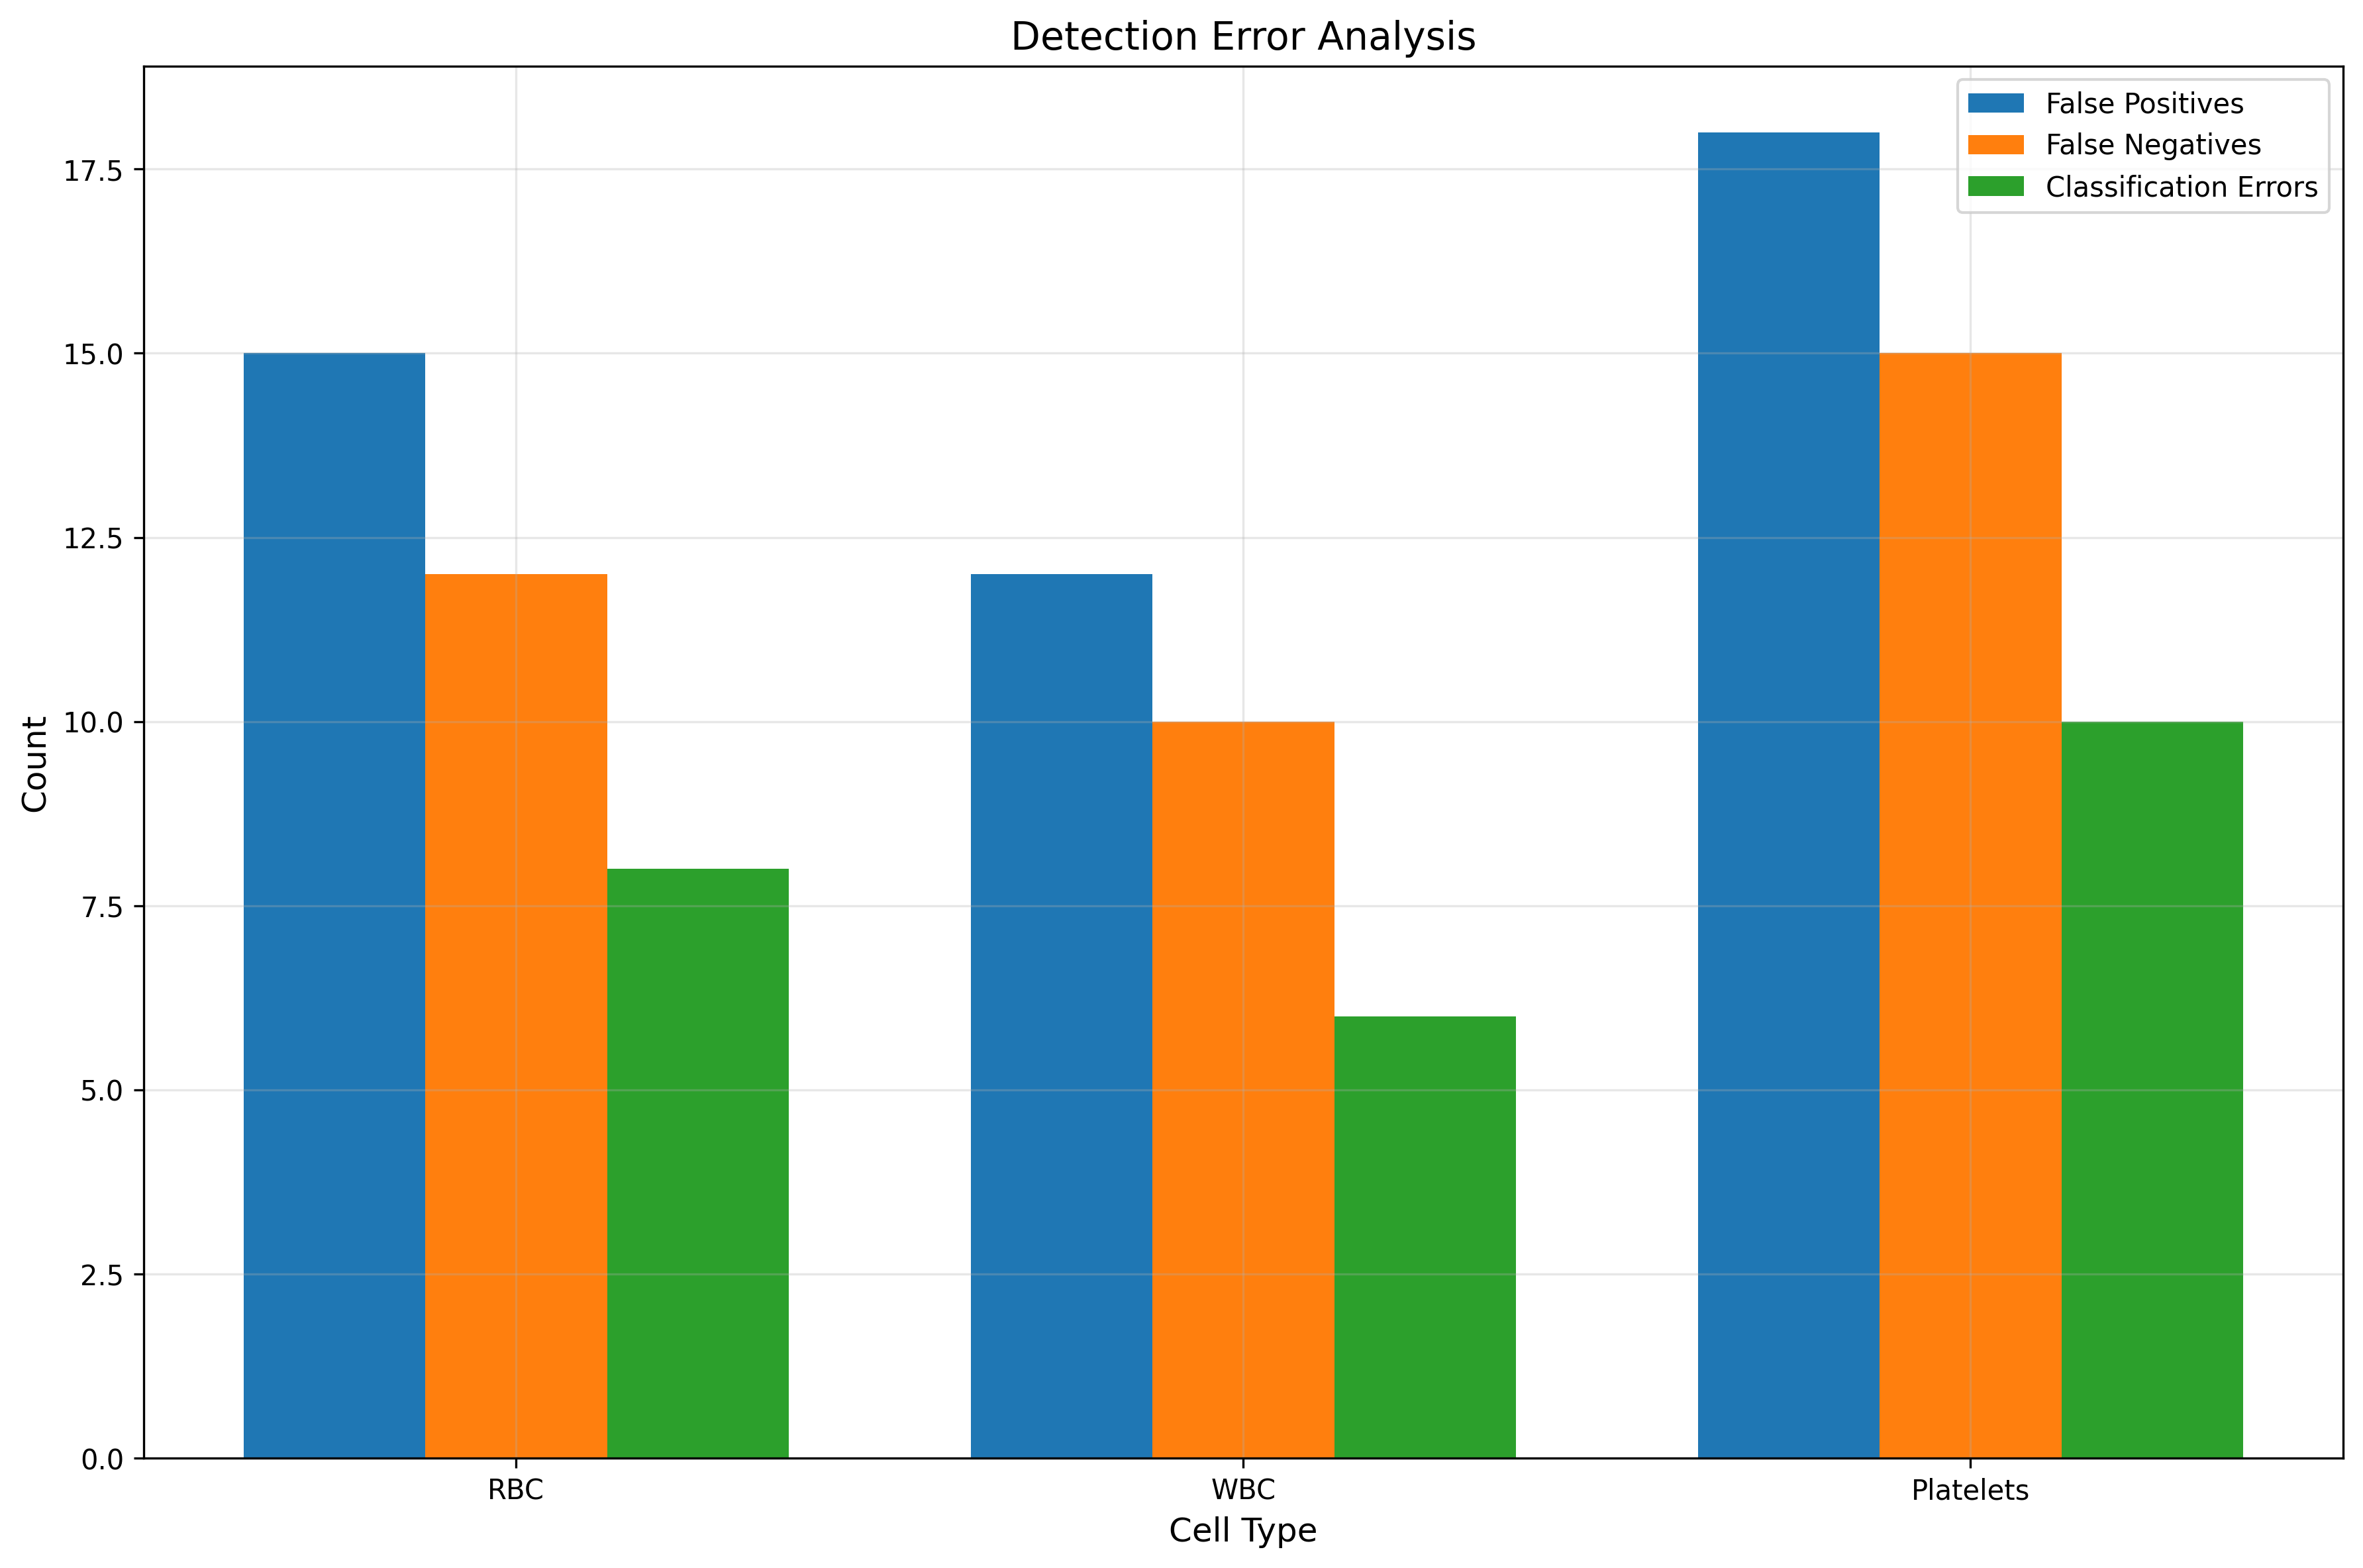 Detection Error Analysis
False Positives
False Negatives
Classification Errors
Count
17.5
15.0
12.5
10.0
7.5
5.0
2.5
0.0
RBC
WBC
Platelets
Cell Type